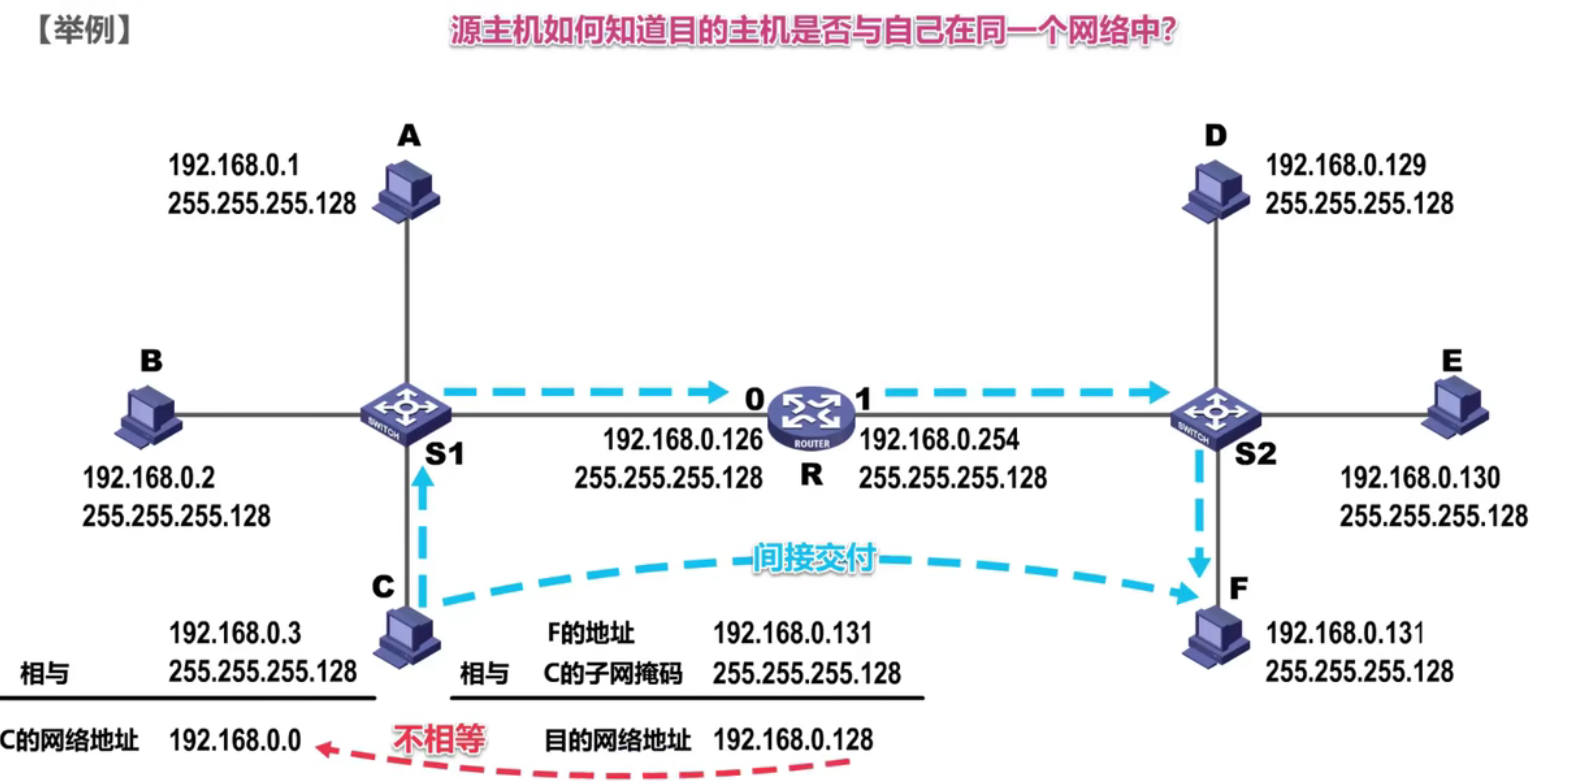 【举例】
源主机如何知道目的主机是否与自己在同一个网络中?
A
192.168.0.1
255.255.255.128
D
192.168.0.129
255.255.255.128
B
192.168.0.2
255.255.255.128
SWITCH
S1
0
192.168.0.126
255.255.255.128
ROUTER
R
1
192.168.0.254
255.255.255.128
SWITCH
S2
E
192.168.0.130
255.255.255.128
间接交付
C
192.168.0.3
相与 255.255.255.128
C的网络地址 192.168.0.0
F的地址 192.168.0.131
相与 C的子网掩码 255.255.255.128
不相等
目的网络地址 192.168.0.128
F
192.168.0.131
255.255.255.128